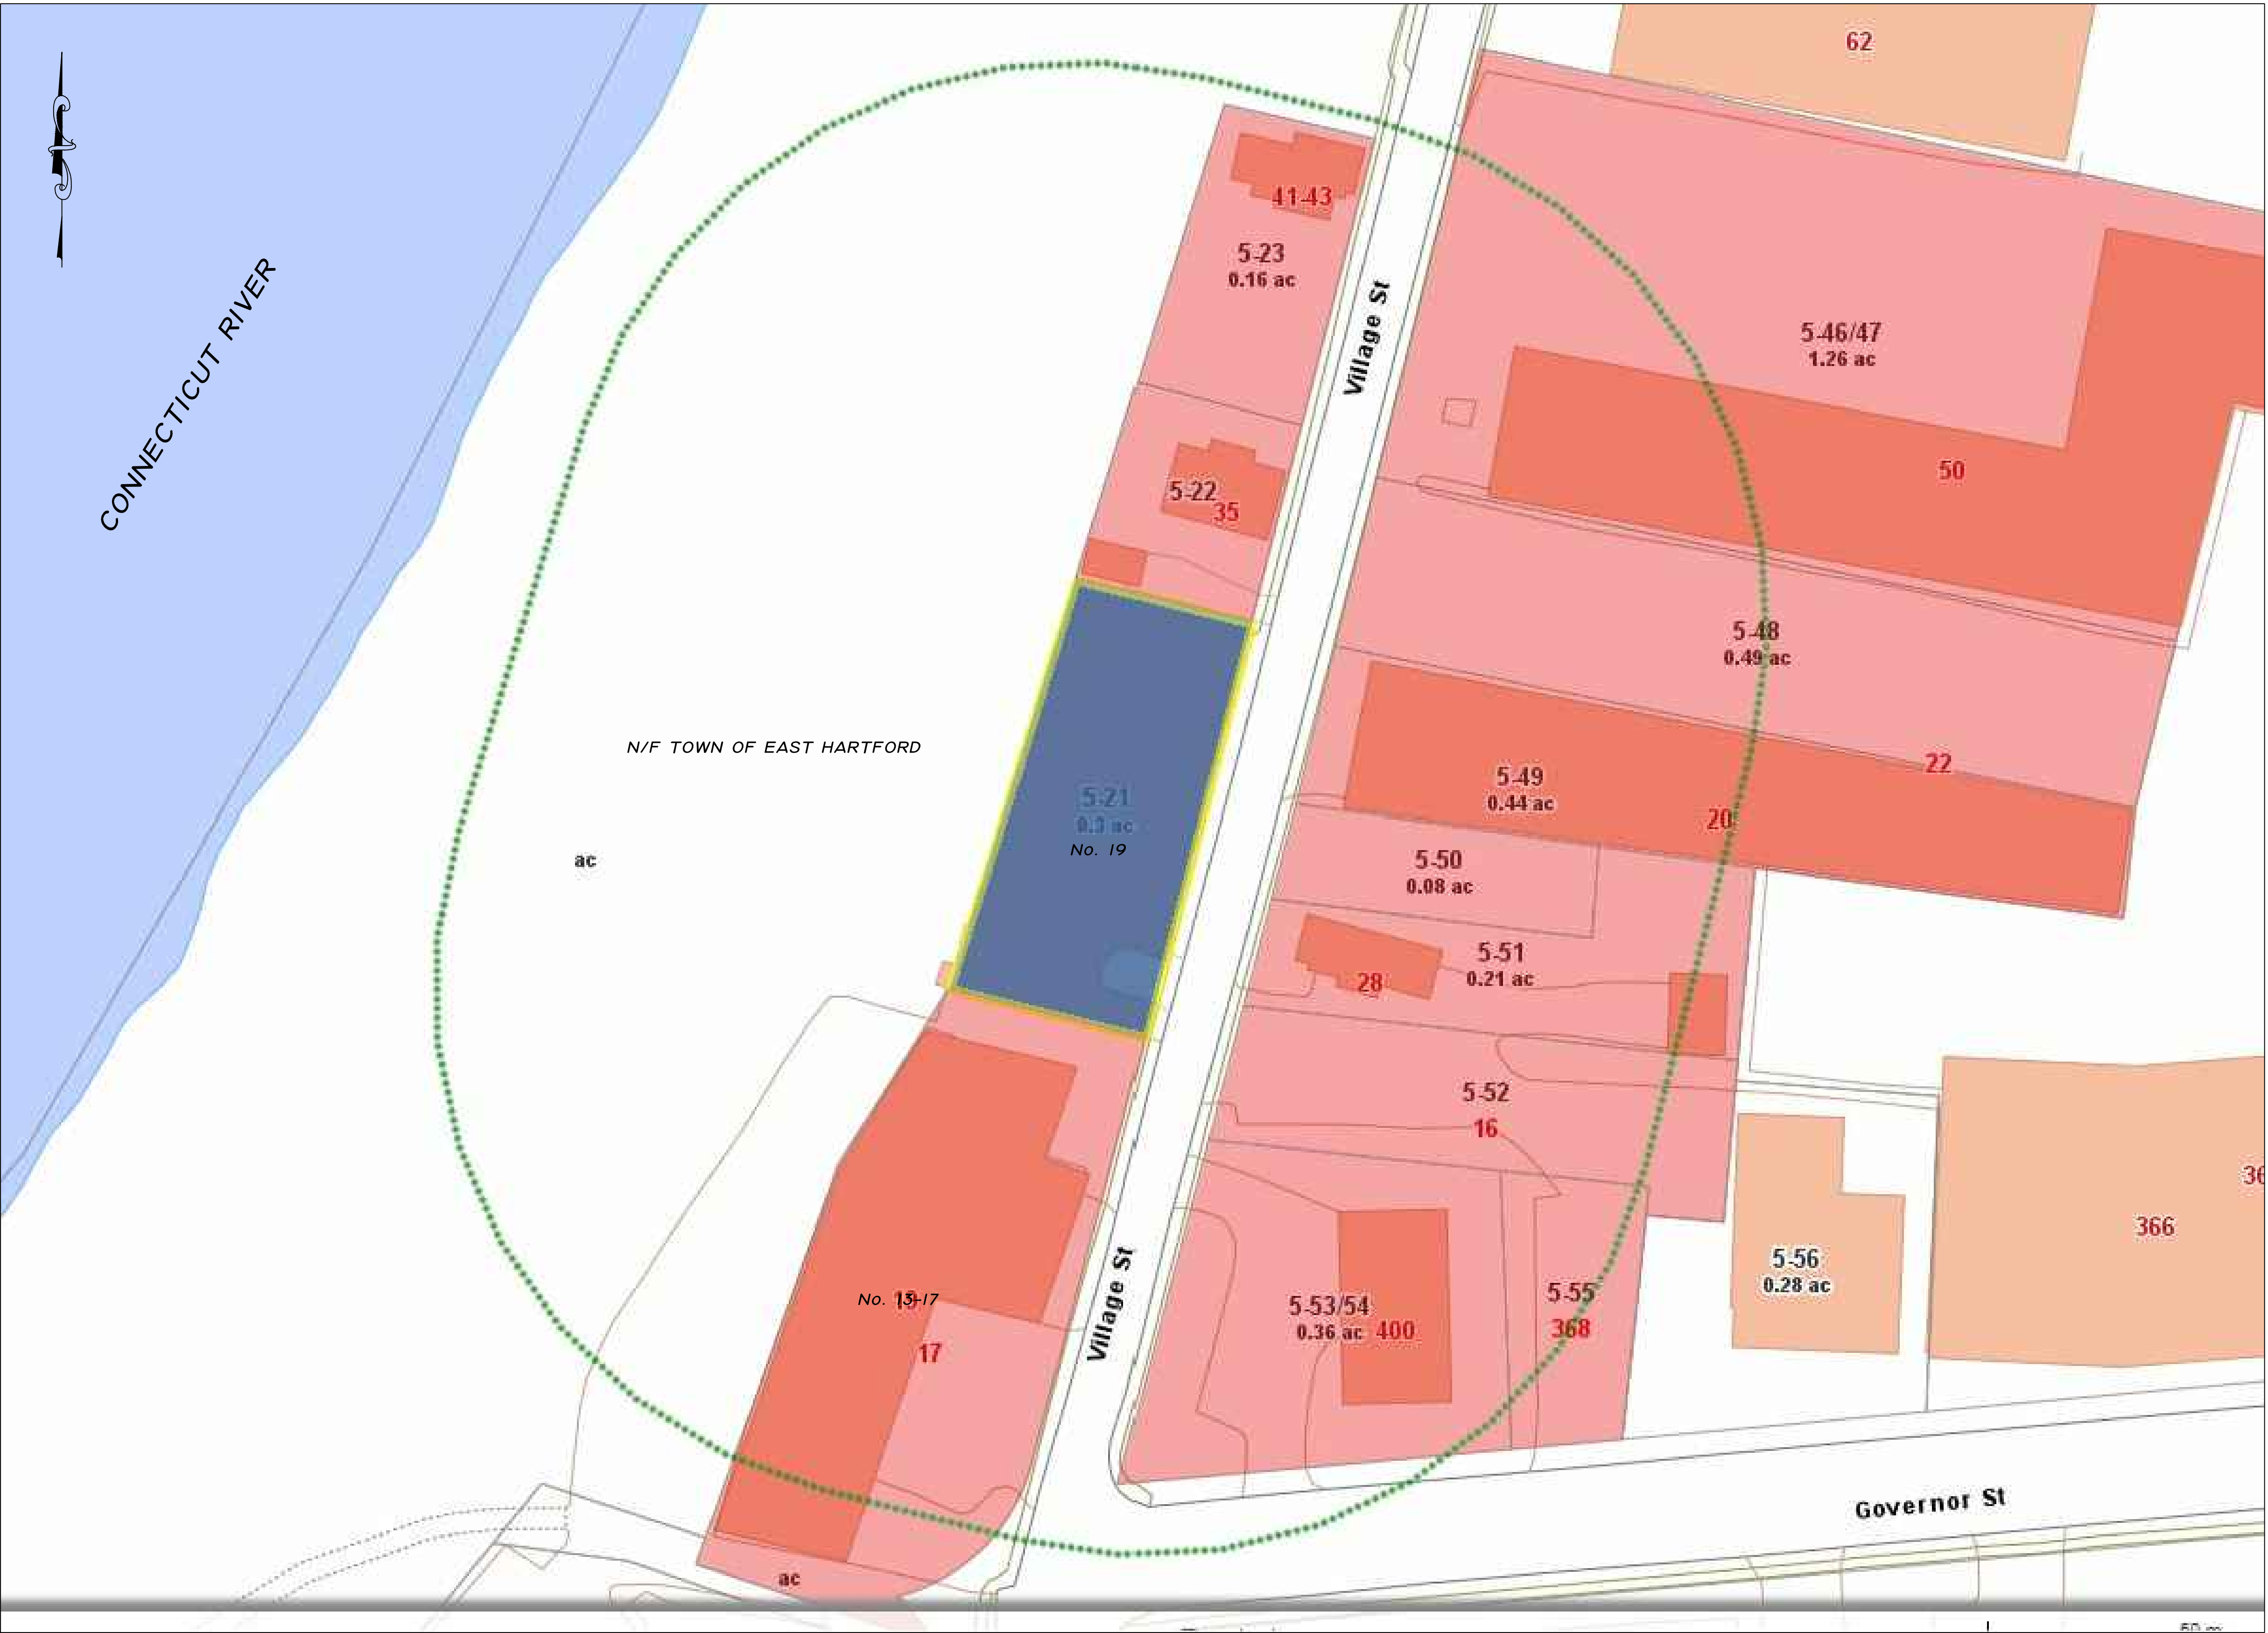 62
41-43
5-23
0.16 ac
CONNECTICUT RIVER
Village St
5-46/47
1.26 ac
50
5-22
35
5-48
0.49 ac
N/F TOWN OF EAST HARTFORD
22
5-49
0.44 ac
20
5-21
0.3 ac
No. 19
ac
5-50
0.08 ac
5-51
0.21 ac
28
5-52
16
36
366
5-56
0.28 ac
Village St
No. 13-17
17
5-53/54
0.36 ac
400
5-55
368
Governor St
ac